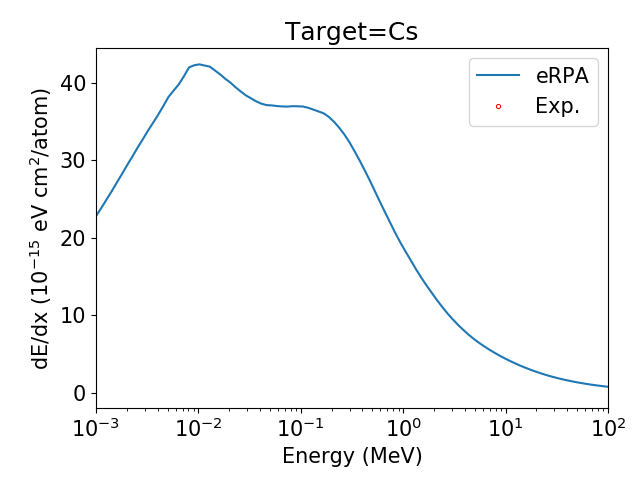 Target=Cs
eRPA
Exp.
dE/dx (10⁻¹⁵ eV cm²/atom)
40
30
20
10
0
10⁻³ 10⁻² 10⁻¹ 10⁰ 10¹ 10²
Energy (MeV)